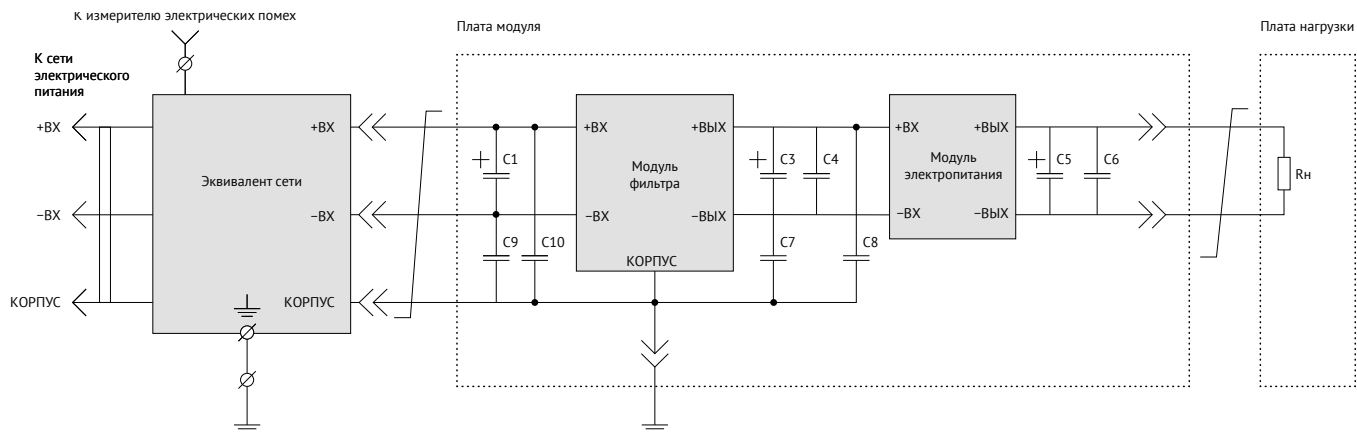 К измерителю электрических помех
Плата модуля
Плата нагрузки
К сети
электрического
питания
+ВХ
+ВХ
+ВХ
+ВЫХ
+ВХ
+ВЫХ
C1
C3
C4
C5
C6
Эквивалент сети
Модуль
фильтра
Модуль
электропитания
Rн
−ВХ
−ВХ
−ВХ
−ВЫХ
−ВХ
−ВЫХ
C9
C10
C7
C8
КОРПУС
КОРПУС
КОРПУС